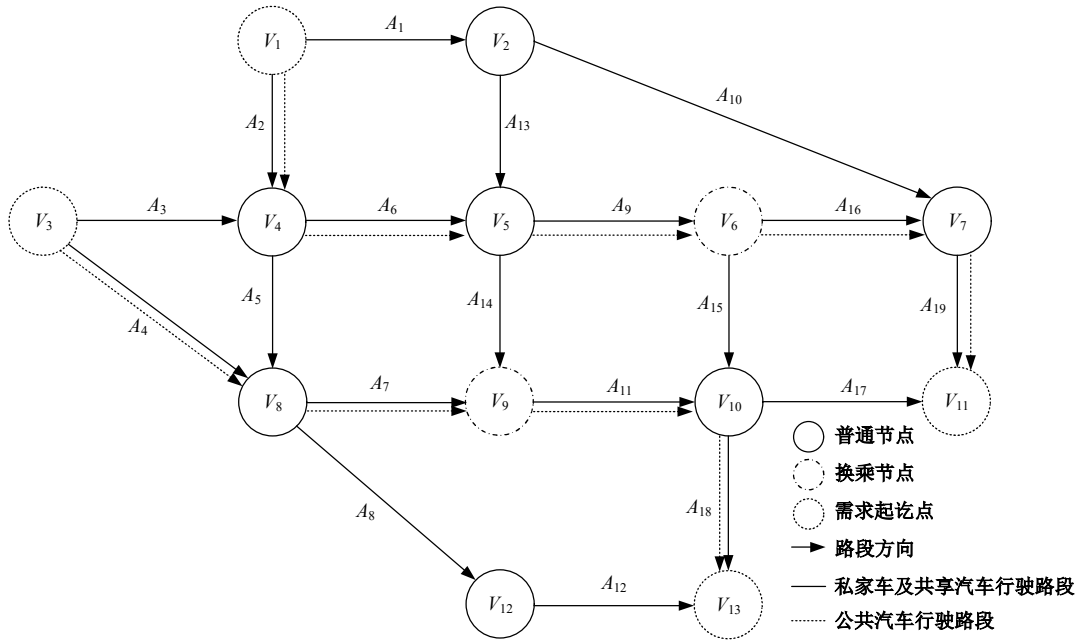 V1
A1
V2
A2
A13
A10
V3
A3
V4
A6
V5
A9
V6
A16
V7
A4
A5
A14
A15
A19
V8
A7
V9
A11
V10
A17
V11
普通节点
换乘节点
A8
A18
需求起讫点
路段方向
V12
A12
V13
私家车及共享汽车行驶路段
公共汽车行驶路段